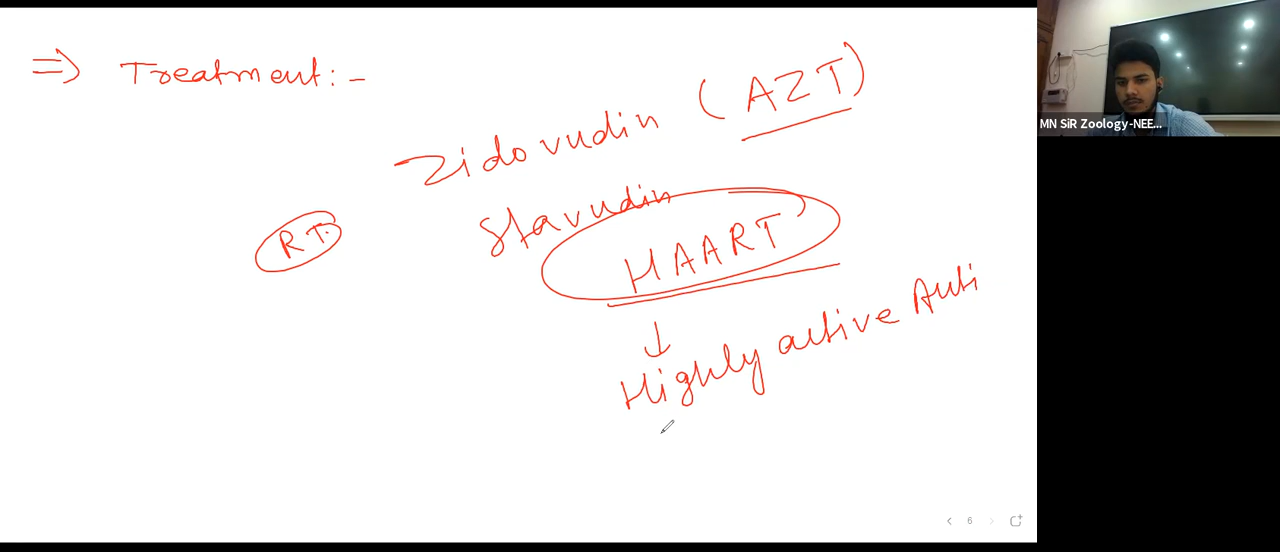 ⇒ Treatment:-
Zidovudin (AZT)
Stavudin
RT.
HAART
↓
Highly active Anti
MN SiR Zoology-NEE...
6